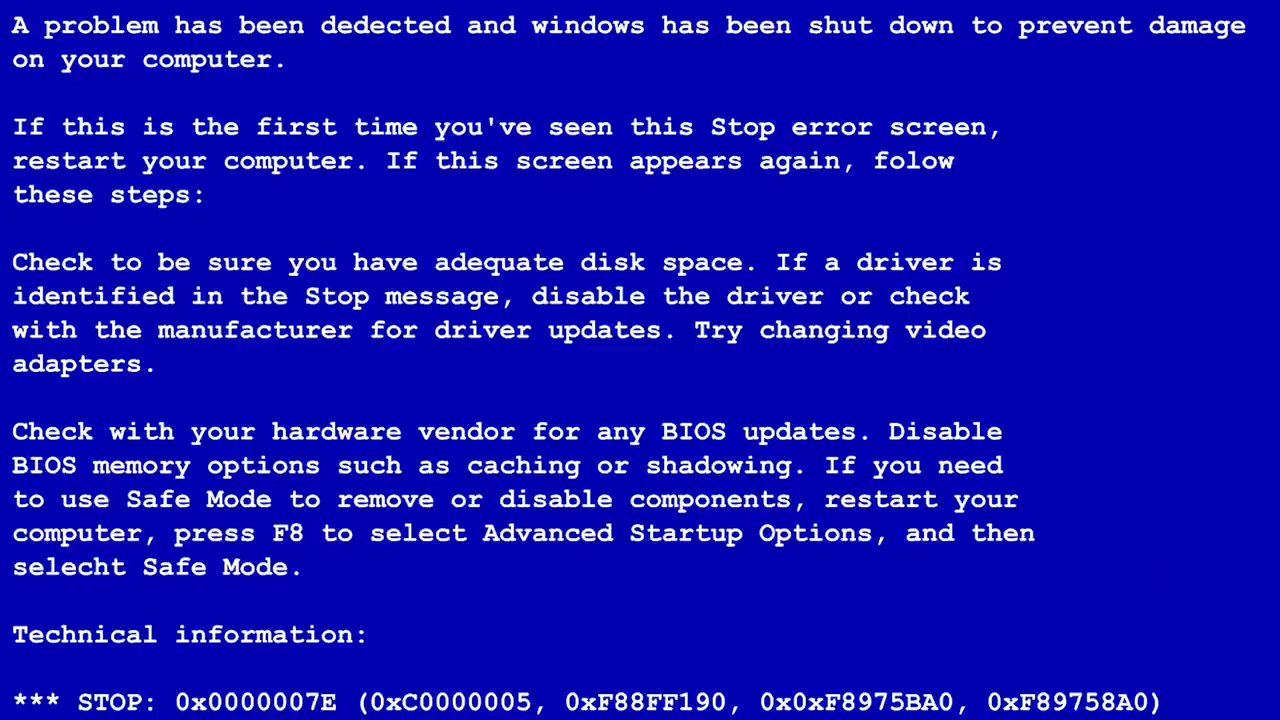 A problem has been dedected and windows has been shut down to prevent damage
on your computer.
If this is the first time you've seen this Stop error screen,
restart your computer. If this screen appears again, folow
these steps:
Check to be sure you have adequate disk space. If a driver is
identified in the Stop message, disable the driver or check
with the manufacturer for driver updates. Try changing video
adapters.
Check with your hardware vendor for any BIOS updates. Disable
BIOS memory options such as caching or shadowing. If you need
to use Safe Mode to remove or disable components, restart your
computer, press F8 to select Advanced Startup Options, and then
selecht Safe Mode.
Technical information:
*** STOP: 0x0000007E (0xC0000005, 0xF88FF190, 0x0xF8975BA0, 0xF89758A0)